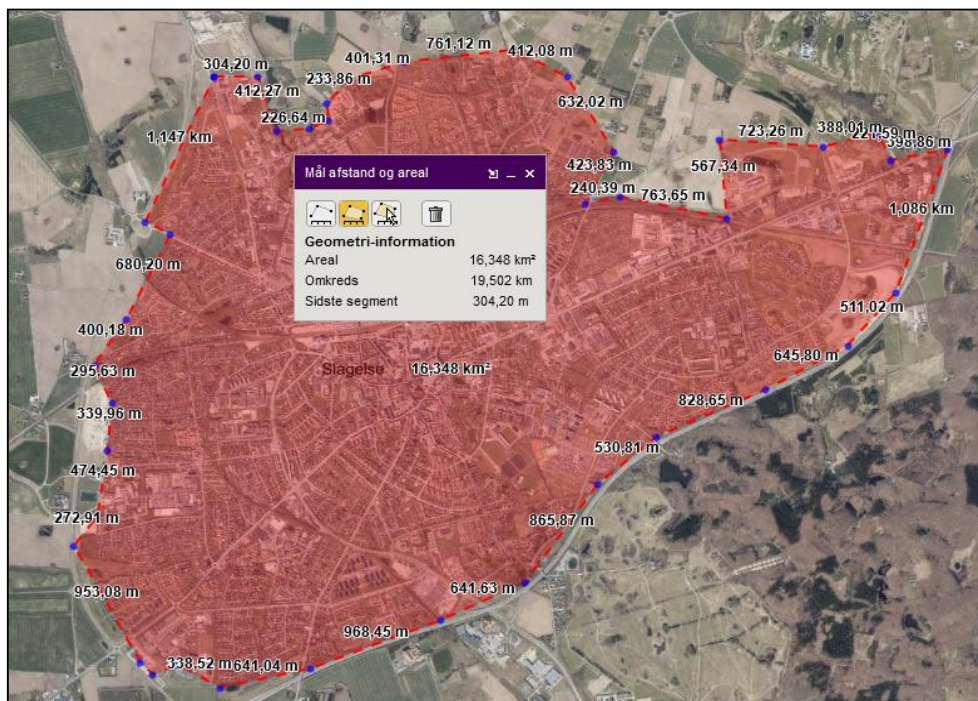 761,12 m
412,08 m
401,31 m
304,20 m
233,86 m
412,27 m
632,02 m
226,64 m
1,147 km
723,26 m
388,01 m
598,86 m
423,83 m
567,34 m
Mål afstand og areal
240,39 m
763,65 m
1,086 km
Geometri-information
Areal 16,348 km²
Omkreds 19,502 km
Sidste segment 304,20 m
680,20 m
511,02 m
400,18 m
645,80 m
295,63 m
Slagelse
16,348 km²
828,65 m
339,96 m
530,81 m
474,45 m
272,91 m
865,87 m
641,63 m
953,08 m
968,45 m
338,52 m
641,04 m